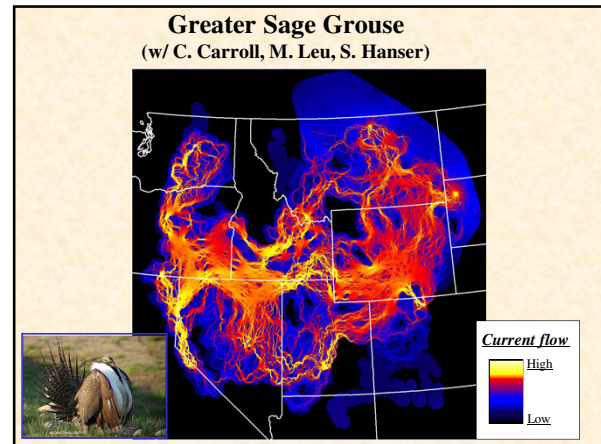 Greater Sage Grouse
(w/ C. Carroll, M. Leu, S. Hanser)
Current flow
High
Low